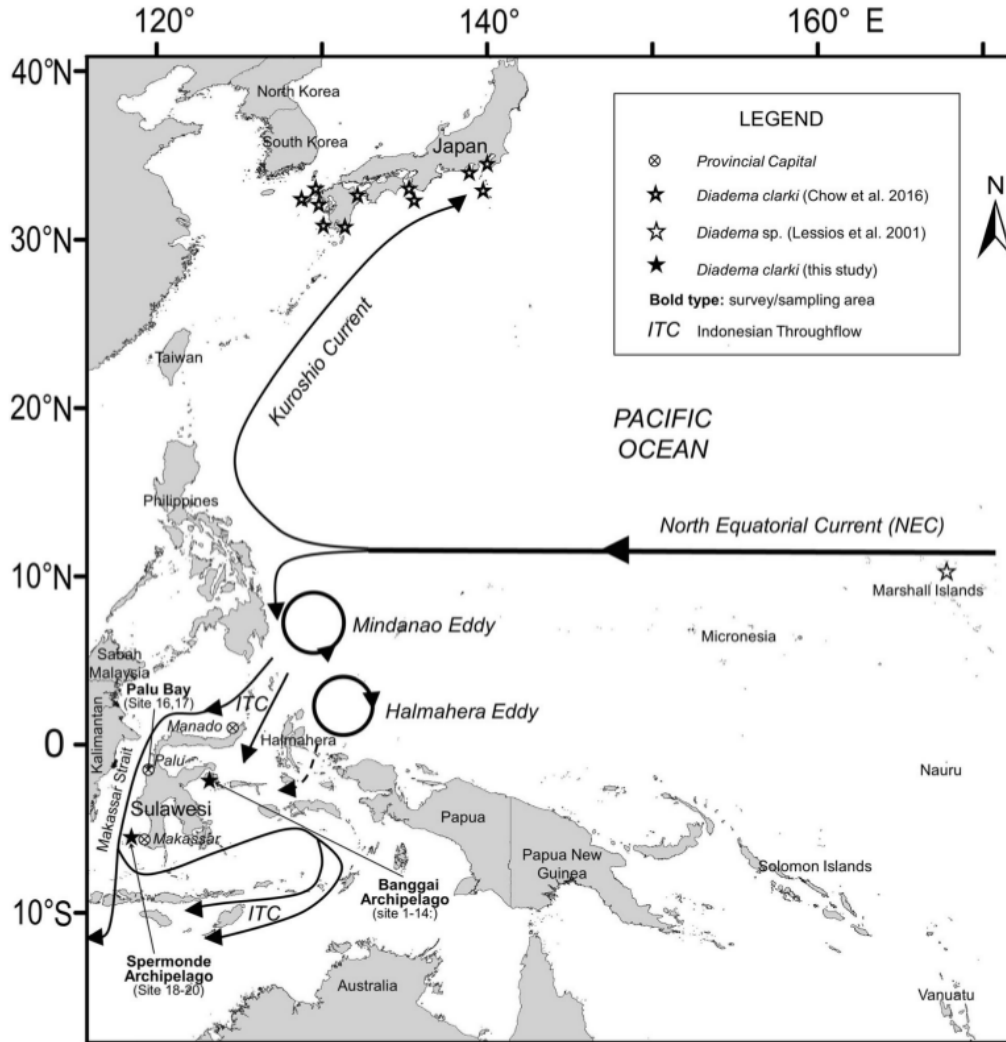 120°
140°
160° E
40°N
30°N
20°N
10°N
0
10°S
North Korea
South Korea
Japan
LEGEND
Provincial Capital
Diadema clarki (Chow et al. 2016)
Diadema sp. (Lessios et al. 2001)
Diadema clarki (this study)
Bold type: survey/sampling area
ITC Indonesian Throughflow
N
Taiwan
Kuroshio Current
PACIFIC
OCEAN
Philippines
North Equatorial Current (NEC)
Marshall Islands
Mindanao Eddy
Micronesia
Sabah
Malaysia
Palu Bay
(Site 16,17)
ITC
Manado
Halmahera Eddy
Halmahera
Kalimantan
Makassar Strait
Palu
Nauru
Sulawesi
Makassar
Papua
Papua New
Guinea
Solomon Islands
Banggai
Archipelago
(site 1-14:)
ITC
Spermonde
Archipelago
(Site 18-20)
Australia
Vanuatu